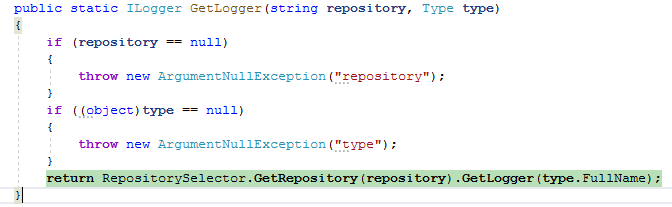 public static ILogger GetLogger(string repository, Type type)
{
if (repository == null)
{
throw new ArgumentNullException("repository");
}
if ((object)type == null)
{
throw new ArgumentNullException("type");
}
return RepositorySelector.GetRepository(repository).GetLogger(type.FullName);
}